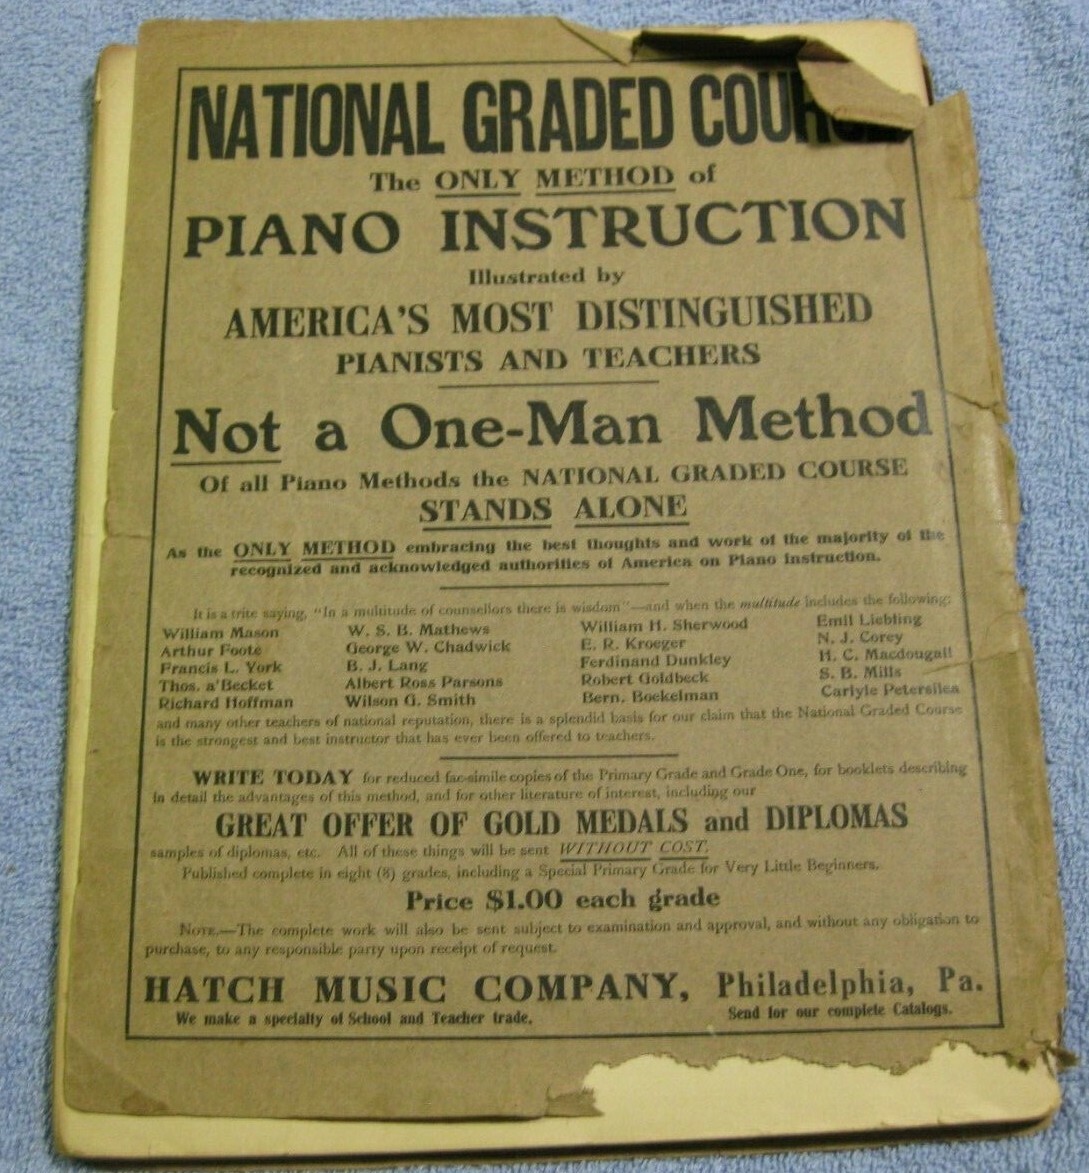 NATIONAL GRADED
The ONLY METHOD of
PIANO INSTRUCTION
Illustrated by
AMERICA'S MOST DISTINGUISHED
PIANISTS AND TEACHERS
Not a One-Man Method
Of all Piano Methods the NATIONAL GRADED COURSE
STANDS ALONE
As the ONLY METHOD embracing the best thoughts and work of the majority of the
recognized and acknowledged authorities of America on Piano Instruction.
It is a trite saying, "In a multitude of counsellors there is wisdom"—and when the multitude includes the following:
William Mason W. S. B. Mathews William H. Sherwood Emil Liebling
Arthur Foote George W. Chadwick E. R. Kroeger N. J. Corey
Francis L. York B. J. Lang Ferdinand Dunkley H. C. Macdougall
Thos. a'Becket Albert Ross Parsons Robert Goldbeck S. B. Mills
Richard Hoffman Wilson G. Smith Bern. Boekelman Carlyle Petersilea
and many other teachers of national reputation, there is a splendid basis for our claim that the National Graded Course
is the strongest and best instructor that has ever been offered to teachers.
WRITE TODAY for reduced fac-simile copies of the Primary Grade and Grade One, for booklets describing
in detail the advantages of this method, and for other literature of interest, including our
GREAT OFFER OF GOLD MEDALS and DIPLOMAS
samples of diplomas, etc. All of these things will be sent WITHOUT COST.
Published complete in eight (8) grades, including a Special Primary Grade for Very Little Beginners.
Price $1.00 each grade
NOTE.—The complete work will also be sent subject to examination and approval, and without any obligation to
purchase, to any responsible party upon receipt of request.
HATCH MUSIC COMPANY, Philadelphia, Pa.
We make a specialty of School and Teacher trade. Send for our complete Catalogs.